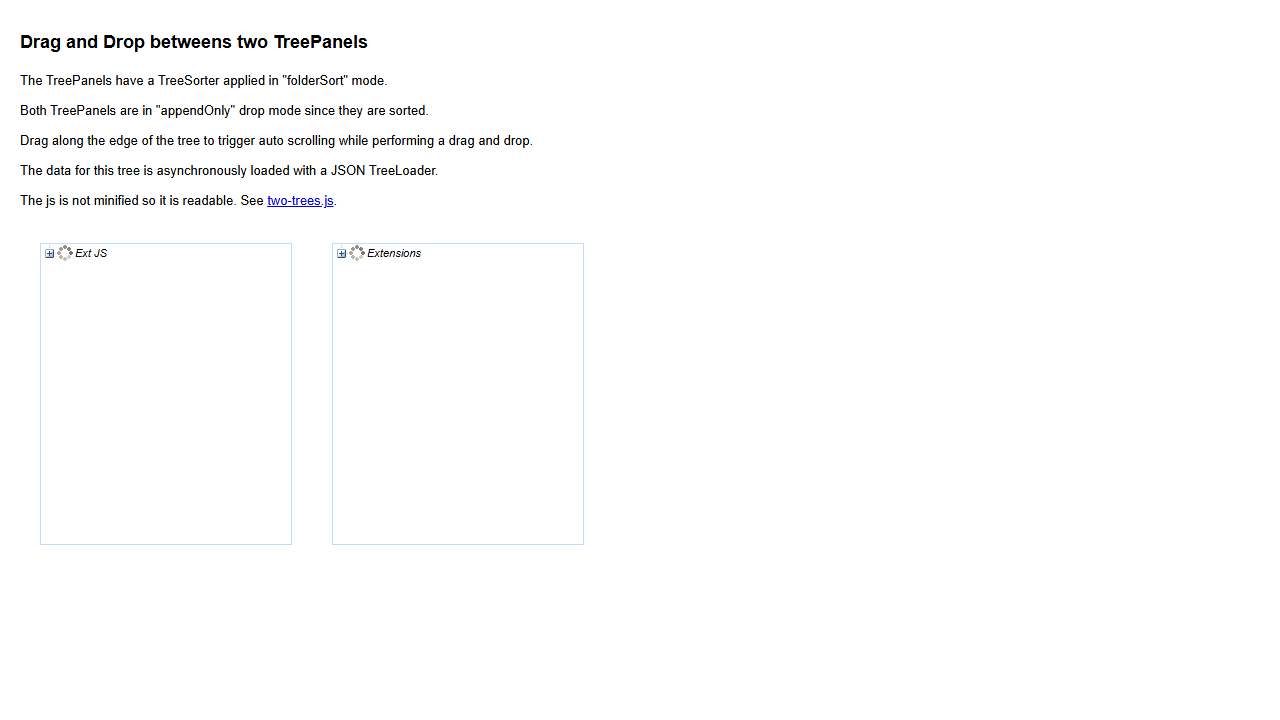 Drag and Drop betweens two TreePanels
The TreePanels have a TreeSorter applied in "folderSort" mode.
Both TreePanels are in "appendOnly" drop mode since they are sorted.
Drag along the edge of the tree to trigger auto scrolling while performing a drag and drop.
The data for this tree is asynchronously loaded with a JSON TreeLoader.
The js is not minified so it is readable. See two-trees.js.
Ext JS
Extensions